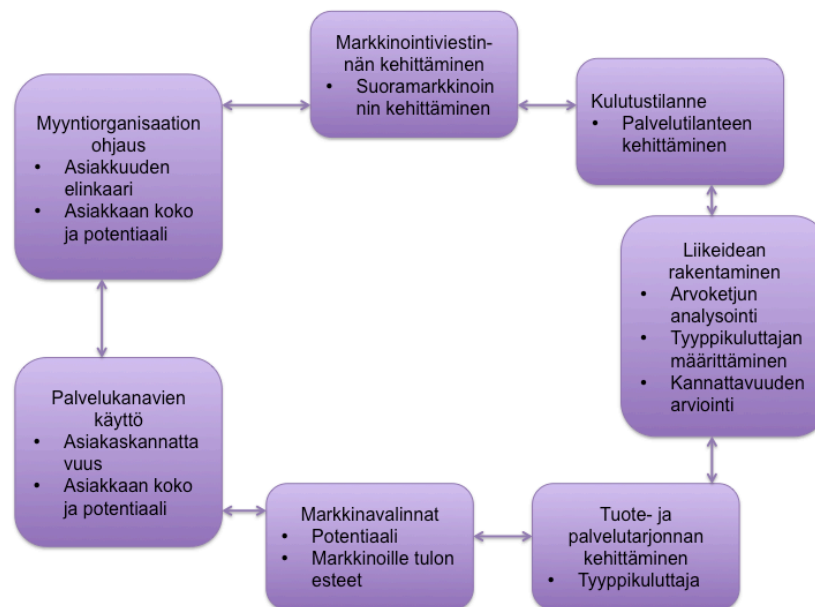 Markkinointiviestin-
nän kehittäminen
• Suoramarkkinoin
nin kehittäminen
Kulutustilanne
• Palvelutilanteen
kehittäminen
Liikeidean
rakentaminen
• Arvoketjun
analysointi
• Tyyppikuluttajan
määrittäminen
• Kannattavuuden
arviointi
Tuote- ja
palvelutarjonnan
kehittäminen
• Tyyppikuluttaja
Markkinavalinnat
• Potentiaali
• Markkinoille tulon
esteet
Palvelukanavien
käyttö
• Asiakaskannatta
vuus
• Asiakkaan koko
ja potentiaali
Myyntiorganisaation
ohjaus
• Asiakkuuden
elinkaari
• Asiakkaan koko
ja potentiaali